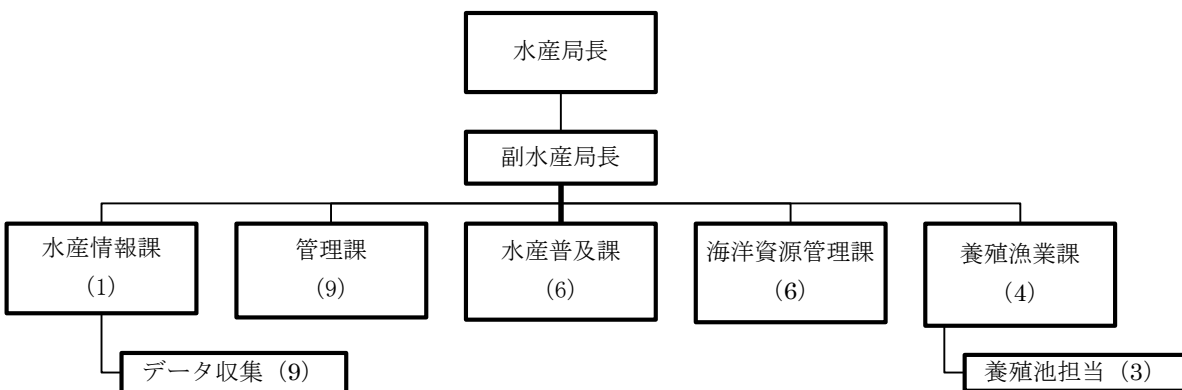 水産局長
副水産局長
水産情報課
（1）
管理課
（9）
水産普及課
（6）
海洋資源管理課
（6）
養殖漁業課
（4）
データ収集（9）
養殖池担当（3）